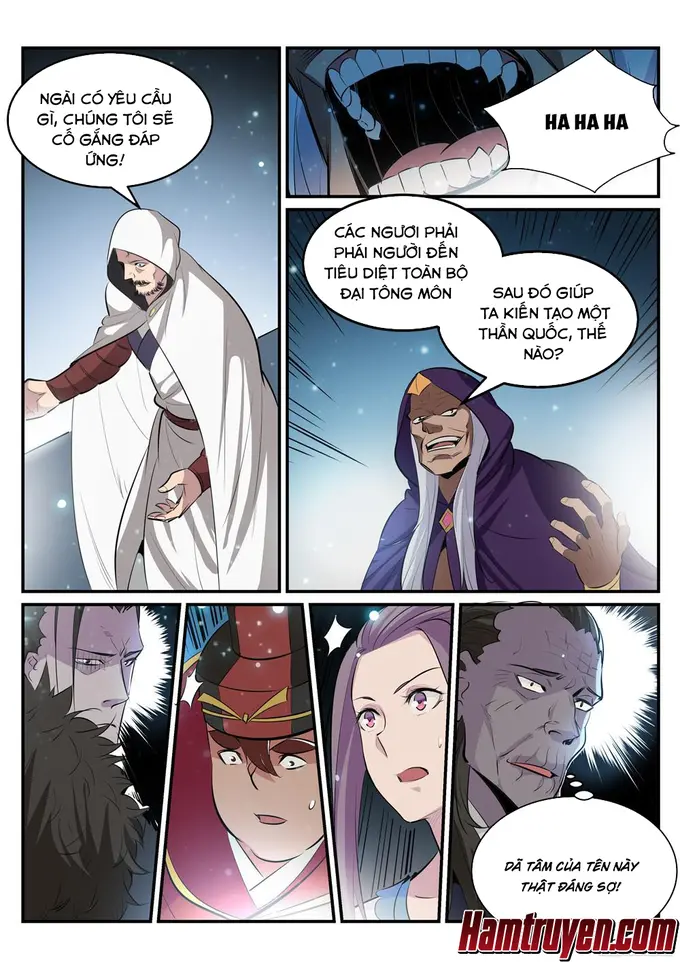 NGÀI CÓ YÊU CẦU
GÌ, CHÚNG TÔI SẼ
CỐ GẮNG ĐÁP
ỨNG!
HA HA HA
CÁC NGƯƠI PHẢI
PHÁI NGƯỜI ĐẾN
TIÊU DIỆT TOÀN BỘ
ĐẠI TÔNG MÔN
SAU ĐÓ GIÚP
TA KIẾN TẠO MỘT
THẦN QUỐC, THẾ
NÀO?
DÃ TÂM CỦA TÊN NÀY
THẬT ĐÁNG SỢ!
Hamtruyen.com